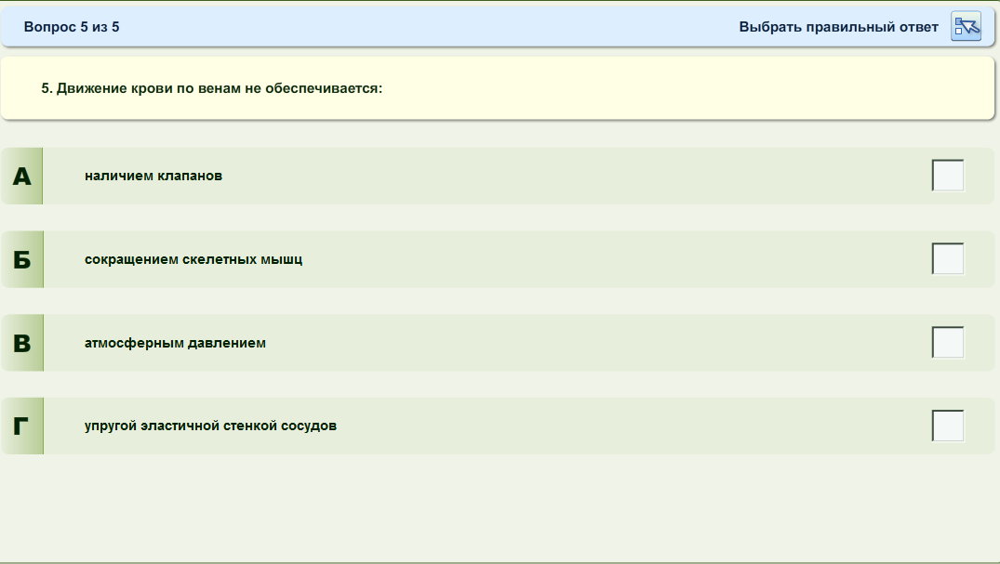 Вопрос 5 из 5
Выбрать правильный ответ
5. Движение крови по венам не обеспечивается:
А
наличием клапанов
Б
сокращением скелетных мышц
В
атмосферным давлением
Г
упругой эластичной стенкой сосудов